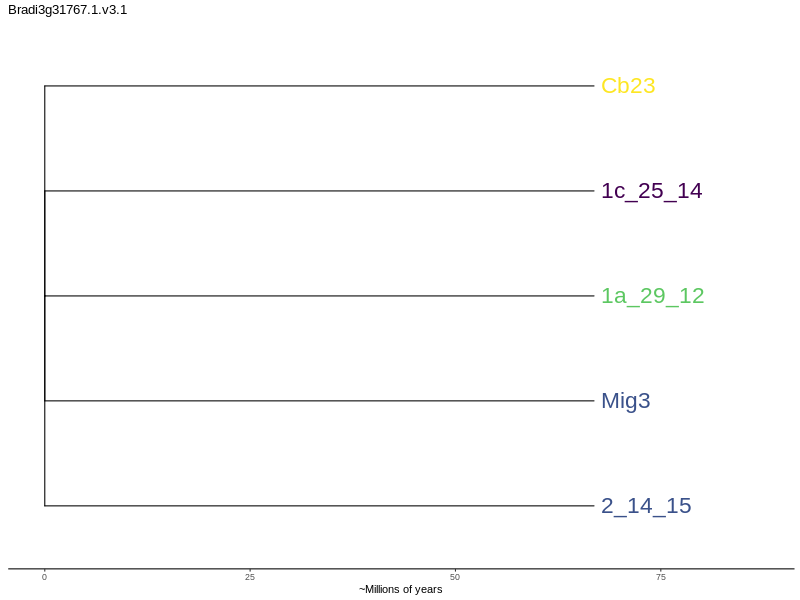 Bradi3g31767.1.v3.1
Cb23
1c_25_14
1a_29_12
Mig3
2_14_15
0 25 50 75
~Millions of years